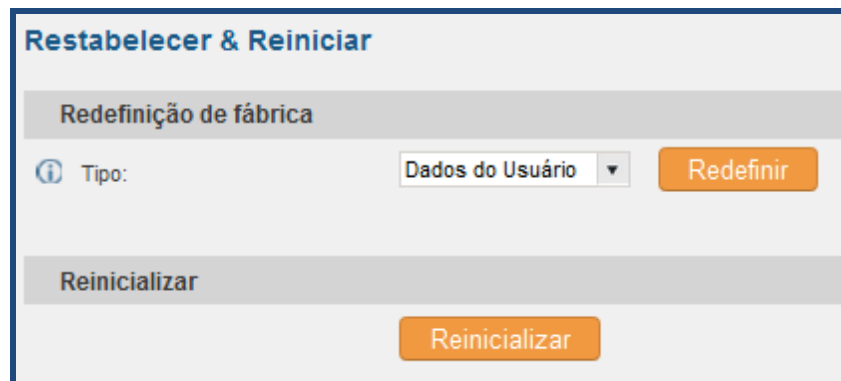 Restabelecer & Reiniciar
Redefinição de fábrica
Tipo: Dados do Usuário Redefinir
Reinicializar
Reinicializar